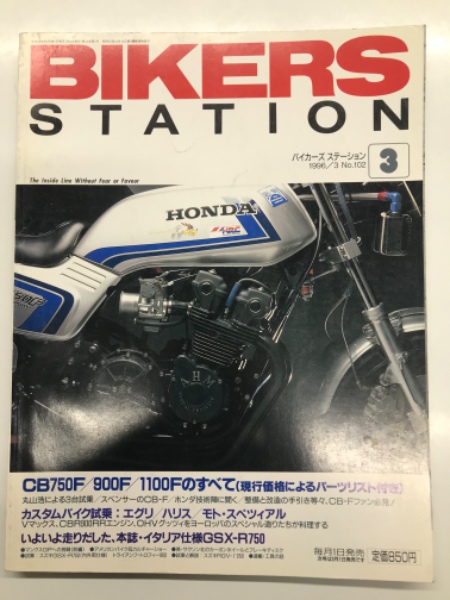 BIKERS
STATION
バイカーズ ステーション
1996/3 No.102
3
The Inside Line Without Fear or Favour
HONDA
CB750F/900F/1100Fのすべて(現行価格によるパーツリスト付き)
丸山浩による3台試乗/スペンサーのCB-F/ホンダ技術陣に聞く/整備と改造の手引き等々、CB-Fファン必見!
カスタムバイク試乗:エグリ/ハリス/モト・スペツィアル
Vマックス、CBR900RRエンジン、OHVグッツィをヨーロッパのスペシャル造りたちが料理する
いよいよ走りだした、本誌・イタリア仕様GSX-R750
毎月1日発売
定価850円